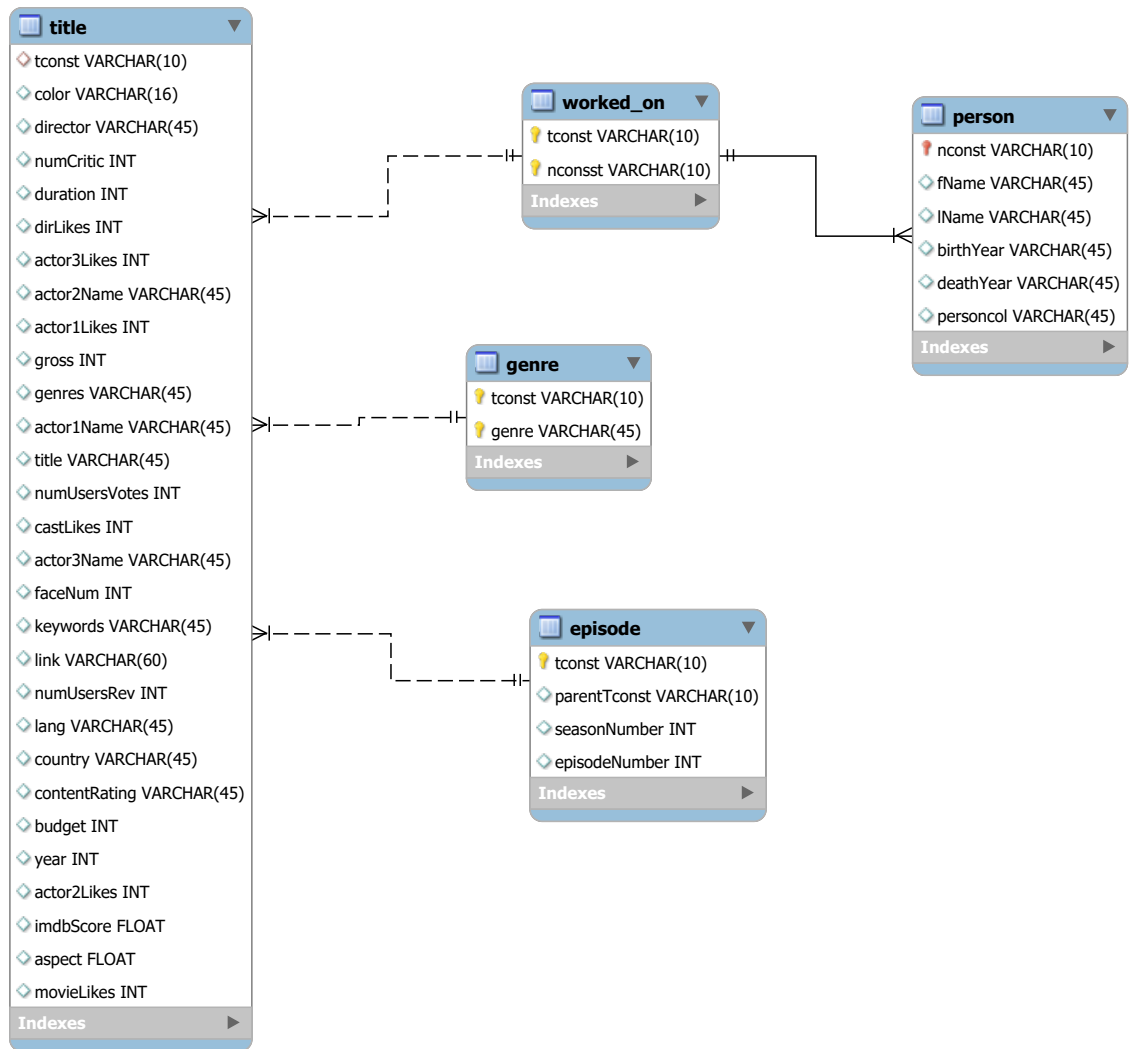 title
tconst VARCHAR(10)
color VARCHAR(16)
director VARCHAR(45)
numCritic INT
duration INT
dirLikes INT
actor3Likes INT
actor2Name VARCHAR(45)
actor1Likes INT
gross INT
genres VARCHAR(45)
actor1Name VARCHAR(45)
title VARCHAR(45)
numUsersVotes INT
castLikes INT
actor3Name VARCHAR(45)
faceNum INT
keywords VARCHAR(45)
link VARCHAR(60)
numUsersRev INT
lang VARCHAR(45)
country VARCHAR(45)
contentRating VARCHAR(45)
budget INT
year INT
actor2Likes INT
imdbScore FLOAT
aspect FLOAT
movieLikes INT
Indexes
worked_on
tconst VARCHAR(10)
nconsst VARCHAR(10)
Indexes
person
nconst VARCHAR(10)
fName VARCHAR(45)
lName VARCHAR(45)
birthYear VARCHAR(45)
deathYear VARCHAR(45)
personcol VARCHAR(45)
Indexes
genre
tconst VARCHAR(10)
genre VARCHAR(45)
Indexes
episode
tconst VARCHAR(10)
parentTconst VARCHAR(10)
seasonNumber INT
episodeNumber INT
Indexes